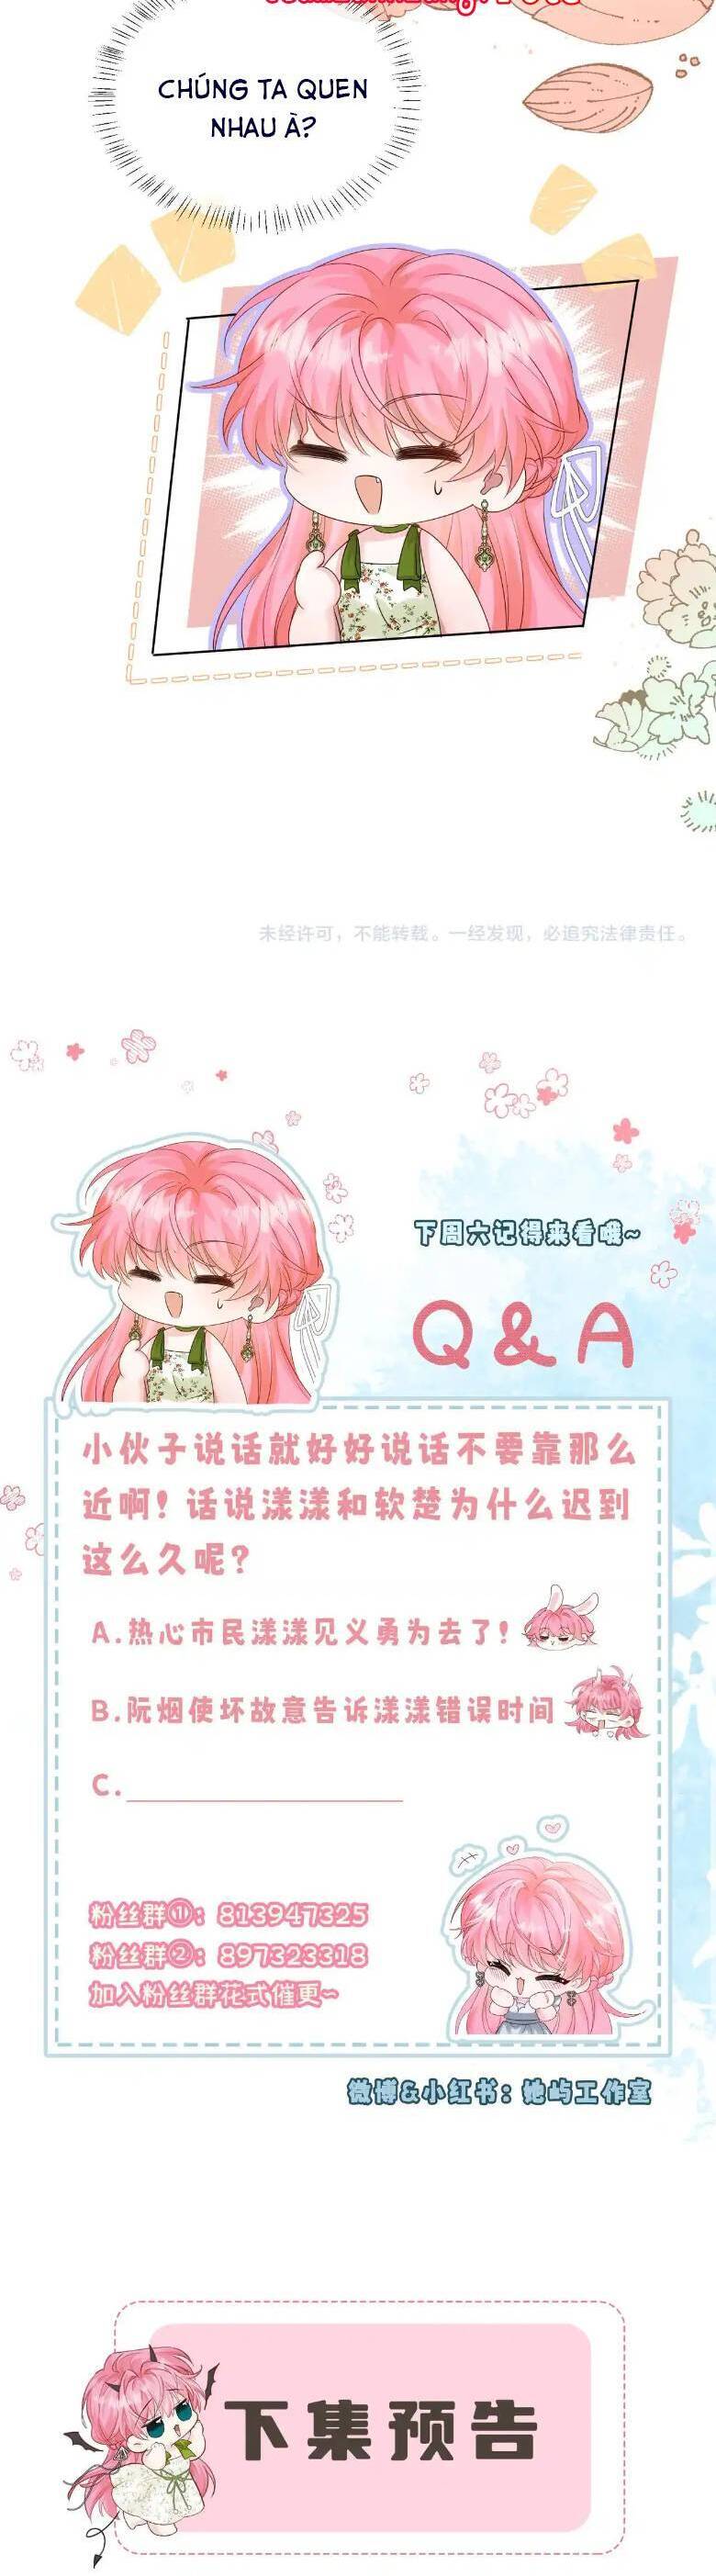 CHÚNG TA QUEN
NHAU À?
未经许可，不能转载。一经发现，必追究法律责任。
下周六记得来看哦~
Q&A
小伙子说话就好好说话不要靠那么
近啊！话说漾漾和软楚为什么迟到
这么久呢？
A.热心市民漾漾见义勇为去了！
B.阮烟使坏故意告诉漾漾错误时间
C.
粉丝群①：813947325
粉丝群②：897323318
加入粉丝群花式催更~
微博&小红书：她屿工作室
下集预告